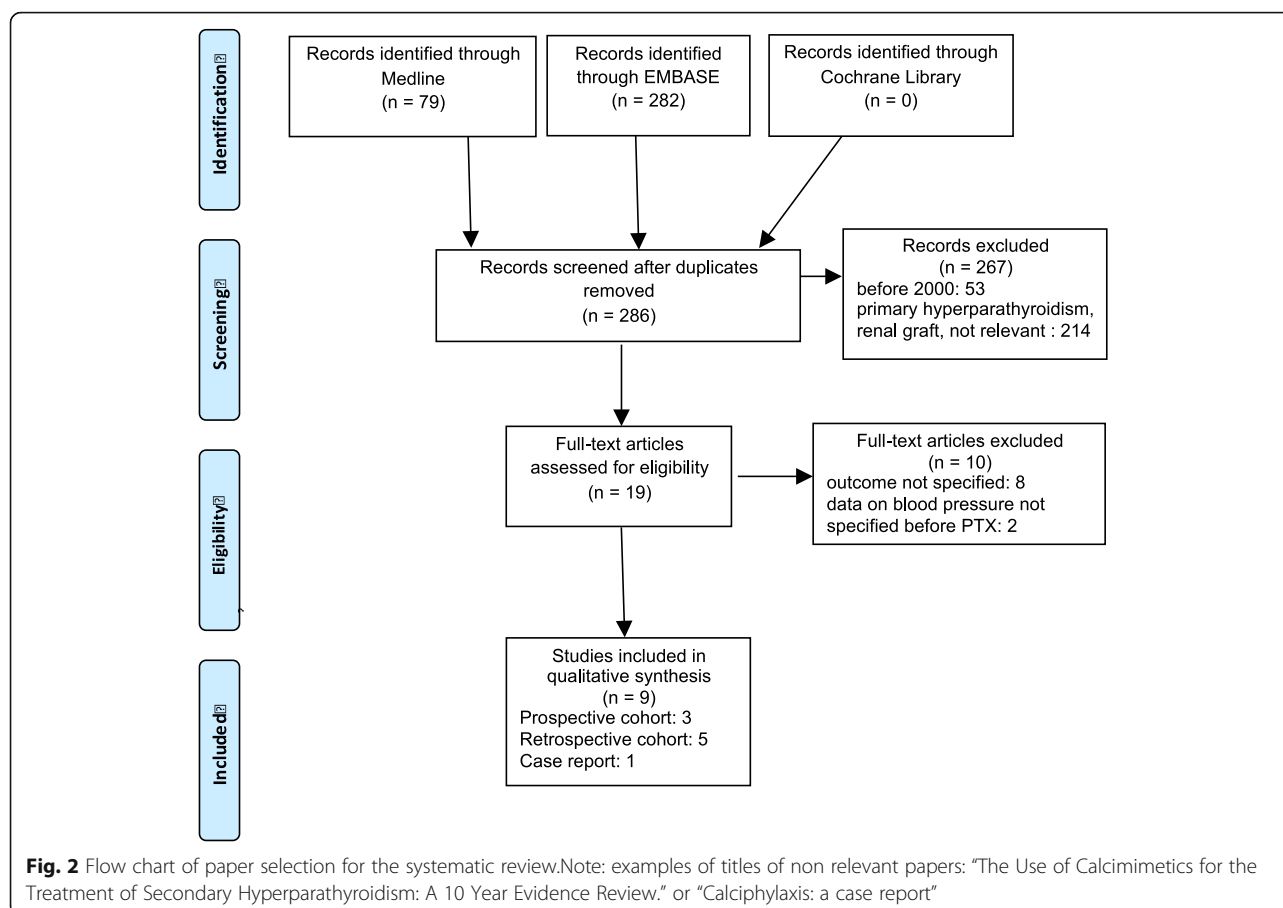 Identification
Records identified through
Medline
(n = 79)
Records identified
through EMBASE
(n = 282)
Records identified through
Cochrane Library
(n = 0)
Screening
Records screened after duplicates
removed
(n = 286)
Records excluded
(n = 267)
before 2000: 53
primary hyperparathyroidism,
renal graft, not relevant : 214
Eligibility
Full-text articles
assessed for eligibility
(n = 19)
Full-text articles excluded
(n = 10)
outcome not specified: 8
data on blood pressure not
specified before PTX: 2
Included
Studies included in
qualitative synthesis
(n = 9)
Prospective cohort: 3
Retrospective cohort: 5
Case report: 1
Fig. 2 Flow chart of paper selection for the systematic review.Note: examples of titles of non relevant papers: “The Use of Calcimimetics for the
Treatment of Secondary Hyperparathyroidism: A 10 Year Evidence Review.” or “Calciphylaxis: a case report”